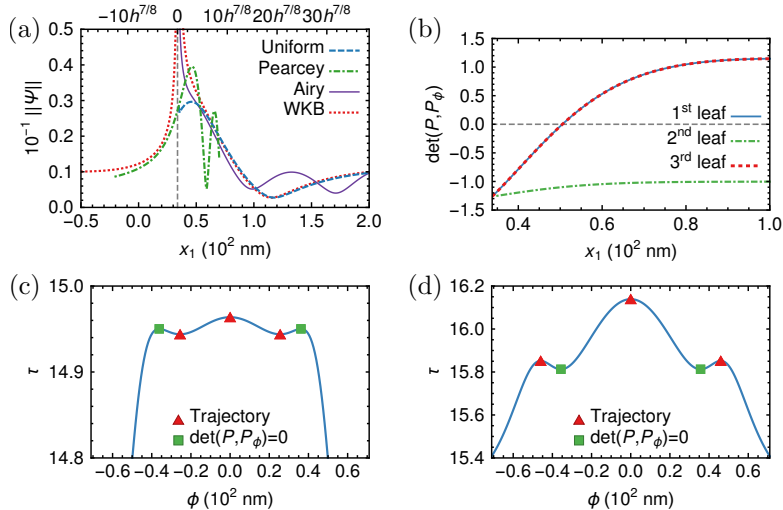 −10h^{7/8} 0 10h^{7/8} 20h^{7/8} 30h^{7/8}
(a)
0.5
0.4
0.3
0.2
0.1
0.0
10^{−1} ||Ψ||
Uniform
Pearcey
Airy
WKB
−0.5 0.0 0.5 1.0 1.5 2.0
x_1 (10^2 nm)
(b)
1.5
1.0
0.5
0.0
−0.5
−1.0
−1.5
det(P,P_ϕ)
1^{st} leaf
2^{nd} leaf
3^{rd} leaf
0.4 0.6 0.8 1.0
x_1 (10^2 nm)
(c)
15.0
14.9
14.8
τ
Trajectory
det(P,P_ϕ)=0
−0.6 −0.4 −0.2 0.0 0.2 0.4 0.6
ϕ (10^2 nm)
(d)
16.2
16.0
15.8
15.6
15.4
τ
Trajectory
det(P,P_ϕ)=0
−0.6 −0.4 −0.2 0.0 0.2 0.4 0.6
ϕ (10^2 nm)